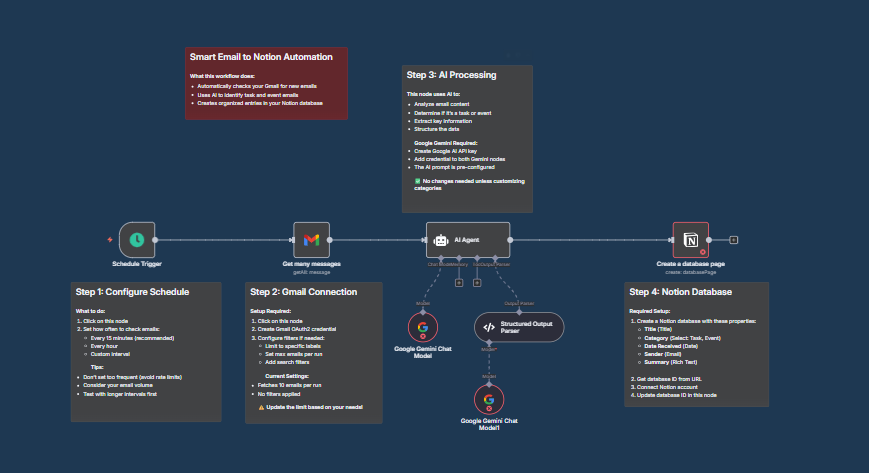 Smart Email to Notion Automation
What this workflow does:
Automatically checks your Gmail for new emails
Uses AI to identify task and event emails
Creates organized entries in your Notion database
Step 3: AI Processing
This node uses AI to:
Analyze email content
Determine if it's a task or event
Extract key information
Structure the data
Google Gemini Required:
Create Google AI API key
Add credential to both Gemini nodes
The AI prompt is pre-configured
✅ No changes needed unless customizing
categories
Schedule Trigger
Get many messages
getAll: message
AI Agent
Chat Model
Memory
Output Parser
Create a database page
create: databasePage
Step 1: Configure Schedule
What to do:
1. Click on this node
2. Set how often to check emails:
Every 15 minutes (recommended)
Every hour
Custom interval
Tips:
Don't set too frequent (avoid rate limits)
Consider your email volume
Test with longer intervals first
Step 2: Gmail Connection
Setup Required:
1. Click on this node
2. Create Gmail OAuth2 credential
3. Configure filters if needed:
Limit to specific labels
Set max emails per run
Add search filters
Current Settings:
Fetches 10 emails per run
No filters applied
⚠️ Update the limit based on your needs!
Model
Google Gemini Chat
Model
Output Parser
Structured Output
Parser
Model*
Model
Google Gemini Chat
Model1
Step 4: Notion Database
Required Setup:
1. Create a Notion database with these properties:
Title (Title)
Category (Select: Task, Event)
Date Received (Date)
Sender (Email)
Summary (Rich Text)
2. Get database ID from URL
3. Connect Notion account
4. Update database ID in this node